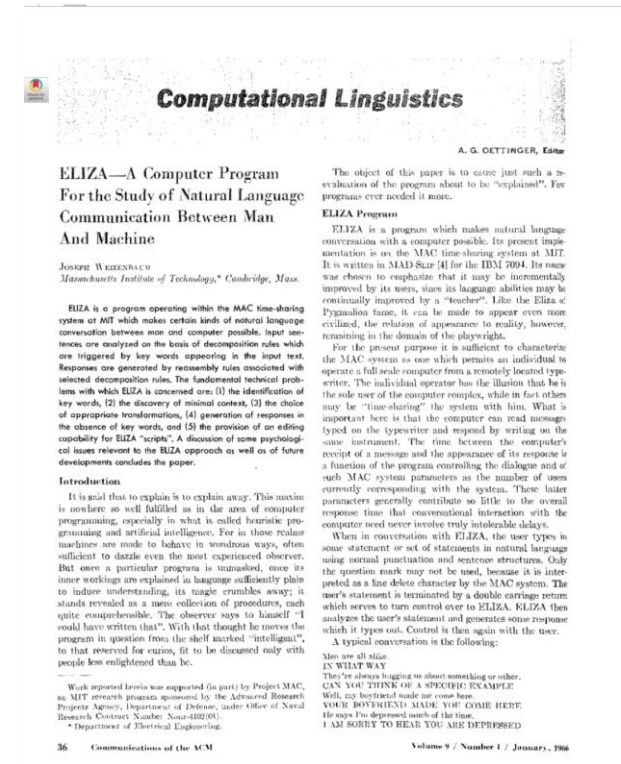 Computational Linguistics
A. G. OETTINGER, Editor
ELIZA—A Computer Program
For the Study of Natural Language
Communication Between Man
And Machine
JOSEPH WEIZENBAUM
Massachusetts Institute of Technology,* Cambridge, Mass.
ELIZA is a program operating within the MAC time-sharing
system at MIT which makes certain kinds of natural language
conversation between man and computer possible. Input sen-
tences are analyzed on the basis of decomposition rules which
are triggered by key words appearing in the input text.
Responses are generated by reassembly rules associated with
selected decomposition rules. The fundamental technical prob-
lems with which ELIZA is concerned are: (1) the identification of
key words, (2) the discovery of minimal context, (3) the choice
of appropriate transformations, (4) generation of responses in
the absence of key words, and (5) the provision of an editing
capability for ELIZA "scripts". A discussion of some psychologi-
cal issues relevant to the ELIZA approach as well as of future
developments concludes the paper.
Introduction
It is said that to explain is to explain away. This maxim
is nowhere so well fulfilled as in the area of computer
programming, especially in what is called heuristic pro-
gramming and artificial intelligence. For in those realms
machines are made to behave in wondrous ways, often
sufficient to dazzle even the most experienced observer.
But once a particular program is unmasked, once its
inner workings are explained in language sufficiently plain
to induce understanding, its magic crumbles away; it
stands revealed as a mere collection of procedures, each
quite comprehensible. The observer says to himself "I
could have written that". With that thought he moves the
program in question from the shelf marked "intelligent",
to that reserved for curios, fit to be discussed only with
people less enlightened than he.
Work reported herein was supported (in part) by Project MAC,
an MIT research program sponsored by the Advanced Research
Projects Agency, Department of Defense, under Office of Naval
Research Contract Number Nonr-4102(01).
* Department of Electrical Engineering.
The object of this paper is to cause just such a re-
evaluation of the program about to be "explained". Few
programs ever needed it more.
ELIZA Program
ELIZA is a program which makes natural language
conversation with a computer possible. Its present imple-
mentation is on the MAC time-sharing system at MIT.
It is written in MAD-SLIP [4] for the IBM 7094. Its name
was chosen to emphasize that it may be incrementally
improved by its users, since its language abilities may be
continually improved by a "teacher". Like the Eliza of
Pygmalion fame, it can be made to appear even more
civilized, the relation of appearance to reality, however,
remaining in the domain of the playwright.
For the present purpose it is sufficient to characterize
the MAC system as one which permits an individual to
operate a full scale computer from a remotely located type-
writer. The individual operator has the illusion that he is
the sole user of the computer complex, while in fact others
may be "time-sharing" the system with him. What is
important here is that the computer can read messages
typed on the typewriter and respond by writing on the
same instrument. The time between the computer's
receipt of a message and the appearance of its response is
a function of the program controlling the dialogue and of
such MAC system parameters as the number of users
currently corresponding with the system. These latter
parameters generally contribute so little to the overall
response time that conversational interaction with the
computer need never involve truly intolerable delays.
When in conversation with ELIZA, the user types in
some statement or set of statements in natural language
using normal punctuation and sentence structures. Only
the question mark may not be used, because it is inter-
preted as a line delete character by the MAC system. The
user's statement is terminated by a double carriage return
which serves to turn control over to ELIZA. ELIZA then
analyzes the user's statement and generates some response
which it types out. Control is then again with the user.
A typical conversation is the following:
Men are all alike.
IN WHAT WAY
They're always bugging us about something or other.
CAN YOU THINK OF A SPECIFIC EXAMPLE
Well, my boyfriend made me come here.
YOUR BOYFRIEND MADE YOU COME HERE
He says I'm depressed much of the time.
I AM SORRY TO HEAR YOU ARE DEPRESSED
36 Communications of the ACM
Volume 9 / Number 1 / January, 1966